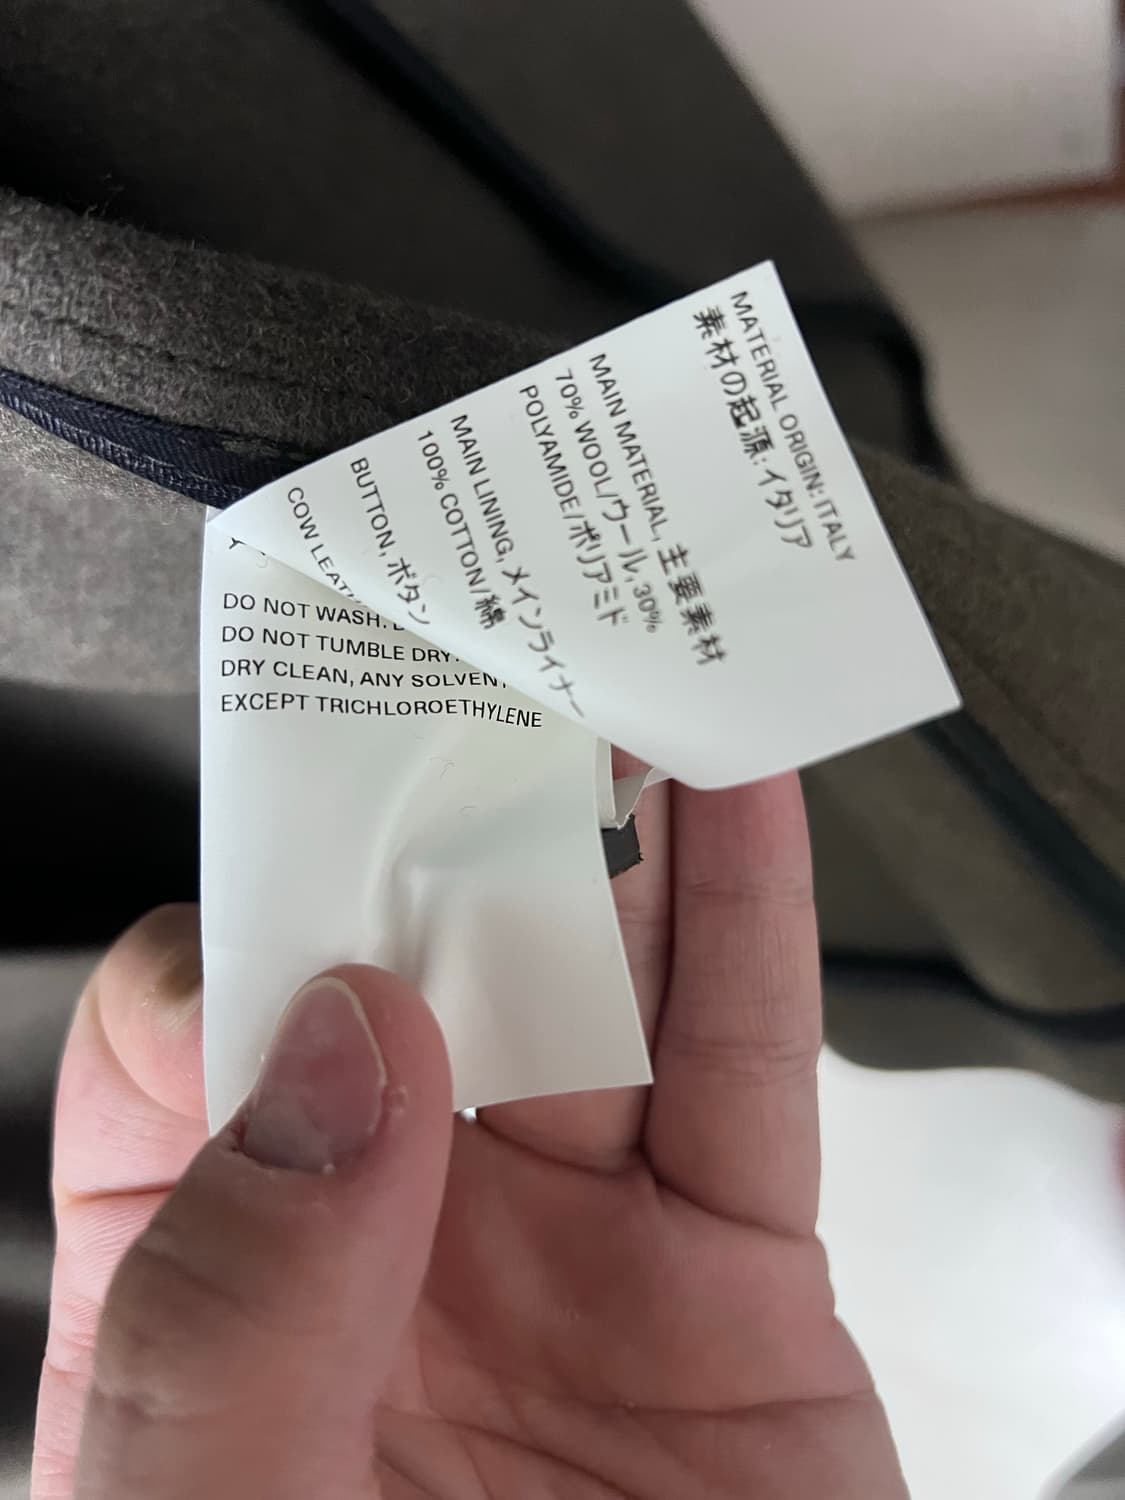 MATERIAL ORIGIN: ITALY
素材の起源: イタリア
MAIN MATERIAL, 主要素材
70% WOOL/ウール, 30%
POLYAMIDE/ポリアミド
MAIN LINING, メインライナー
100% COTTON/綿
BUTTON, ボタン
COW
DO NOT WASH.
DO NOT TUMBLE DRY.
DRY CLEAN, ANY
EXCEPT TRICHLOROETHYLENE